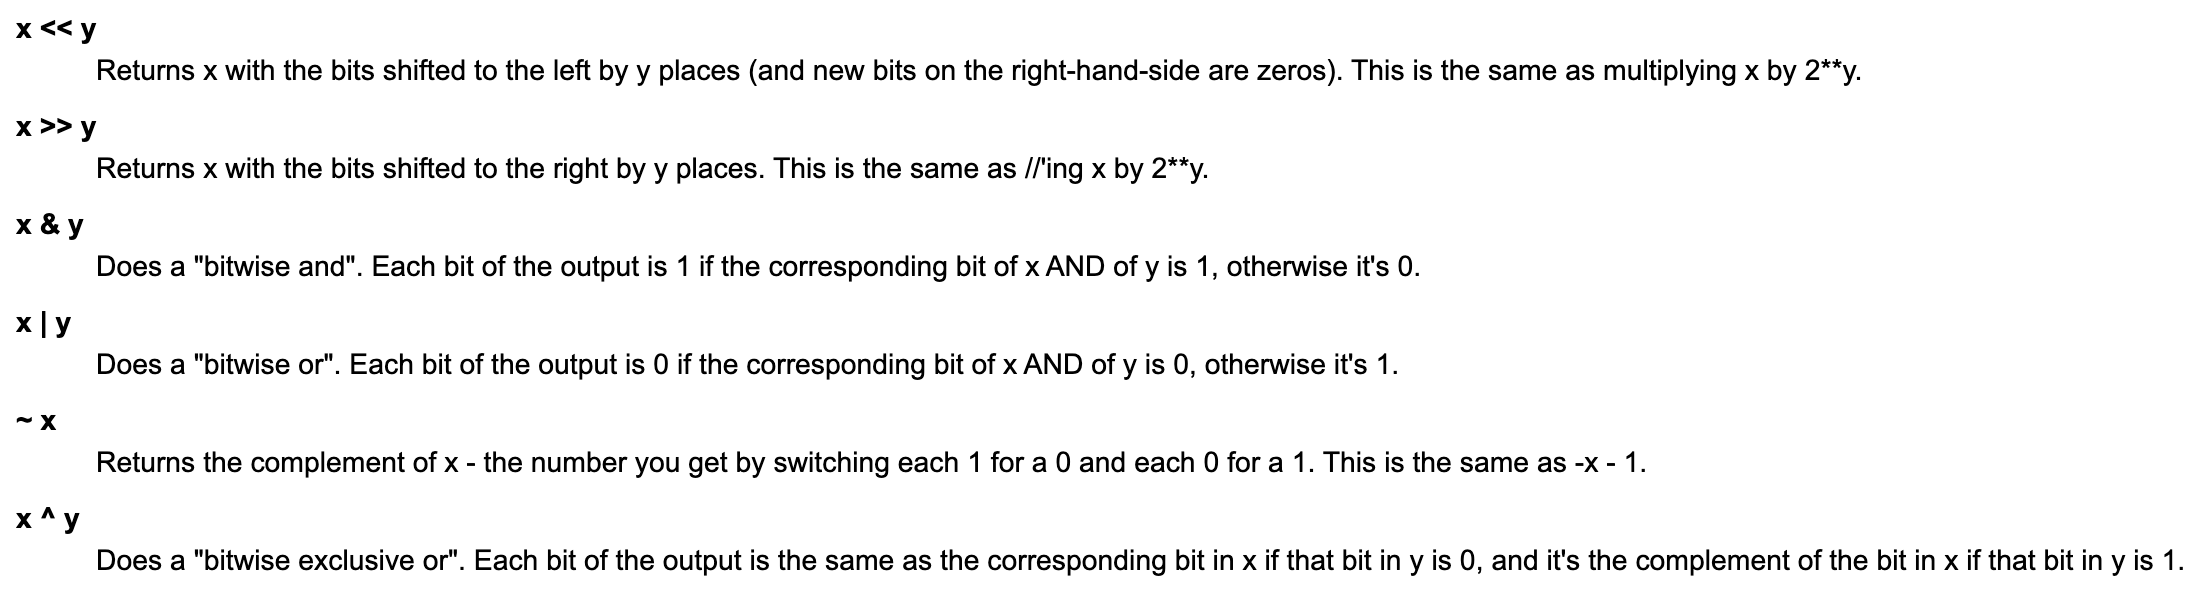 x << y
Returns x with the bits shifted to the left by y places (and new bits on the right-hand-side are zeros). This is the same as multiplying x by 2**y.
x >> y
Returns x with the bits shifted to the right by y places. This is the same as //'ing x by 2**y.
x & y
Does a "bitwise and". Each bit of the output is 1 if the corresponding bit of x AND of y is 1, otherwise it's 0.
x | y
Does a "bitwise or". Each bit of the output is 0 if the corresponding bit of x AND of y is 0, otherwise it's 1.
~ x
Returns the complement of x - the number you get by switching each 1 for a 0 and each 0 for a 1. This is the same as -x - 1.
x ^ y
Does a "bitwise exclusive or". Each bit of the output is the same as the corresponding bit in x if that bit in y is 0, and it's the complement of the bit in x if that bit in y is 1.